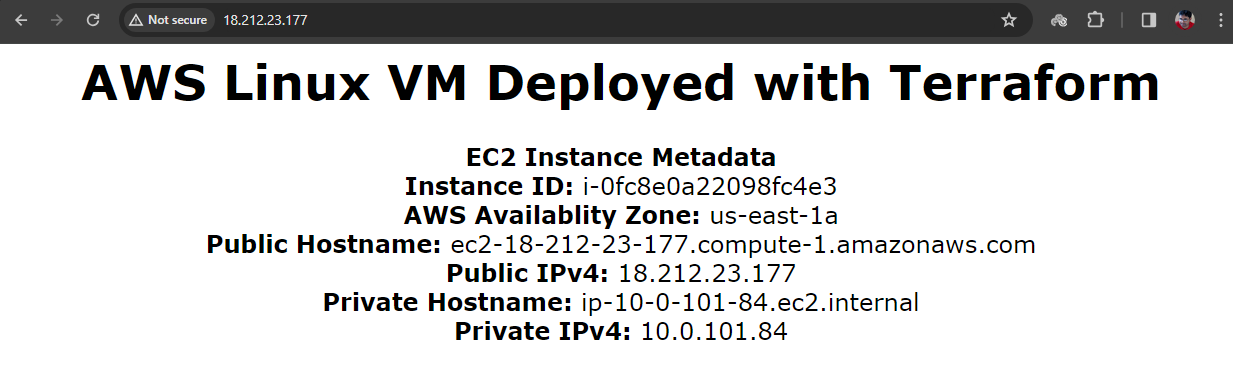 Not secure 18.212.23.177
AWS Linux VM Deployed with Terraform
EC2 Instance Metadata
Instance ID: i-0fc8e0a22098fc4e3
AWS Availablity Zone: us-east-1a
Public Hostname: ec2-18-212-23-177.compute-1.amazonaws.com
Public IPv4: 18.212.23.177
Private Hostname: ip-10-0-101-84.ec2.internal
Private IPv4: 10.0.101.84